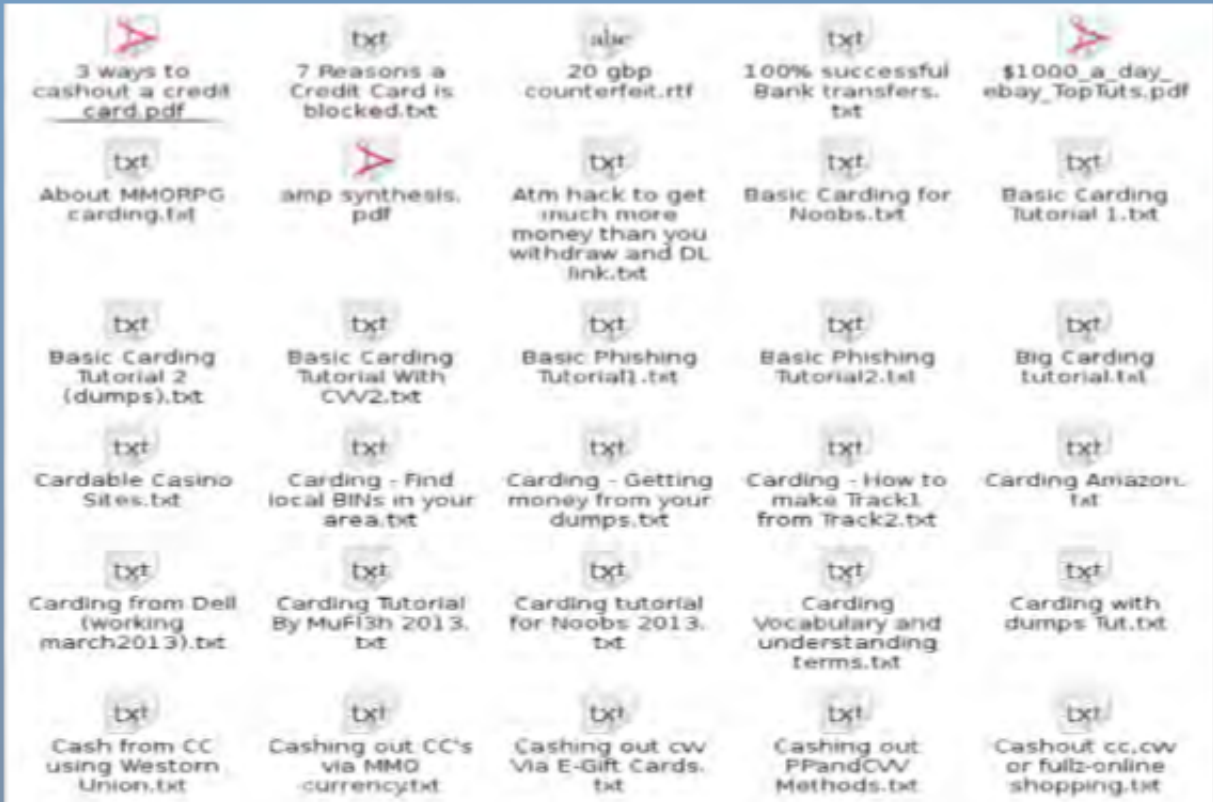 txt
txt
txt
3 ways to
cashout a credit
card.pdf
7 Reasons a
Credit Card is
blocked.txt
abc
20 gbp
counterfeit.rtf
100% successful
Bank transfers.
txt
$1000_a_day_
ebay_TopTuts.pdf
txt
About MMORPG
carding.txt
amp synthesis.
pdf
txt
Atm hack to get
much more
money than you
withdraw and DL
link.txt
txt
Basic Carding for
Noobs.txt
txt
Basic Carding
Tutorial 1.txt
txt
Basic Carding
Tutorial 2
(dumps).txt
txt
Basic Carding
Tutorial With
CVV2.txt
txt
Basic Phishing
Tutorial1.txt
txt
Basic Phishing
Tutorial2.txt
txt
Big Carding
tutorial.txt
txt
Cardable Casino
Sites.txt
txt
Carding - Find
local BINs in your
area.txt
txt
Carding - Getting
money from your
dumps.txt
txt
Carding - How to
make Track1
from Track2.txt
txt
Carding Amazon.
txt
txt
Carding from Dell
(working
march2013).txt
txt
Carding Tutorial
By MuFl3h 2013.
txt
txt
Carding tutorial
for Noobs 2013.
txt
txt
Carding
Vocabulary and
understanding
terms.txt
txt
Carding with
dumps Tut.txt
txt
Cash from CC
using Western
Union.txt
txt
Cashing out CC's
via MMO
currency.txt
txt
Cashing out cvv
Via E-Gift Cards.
txt
txt
Cashing out
PPandCVV
Methods.txt
txt
Cashout cc,cvv
or fullz-online
shopping.txt